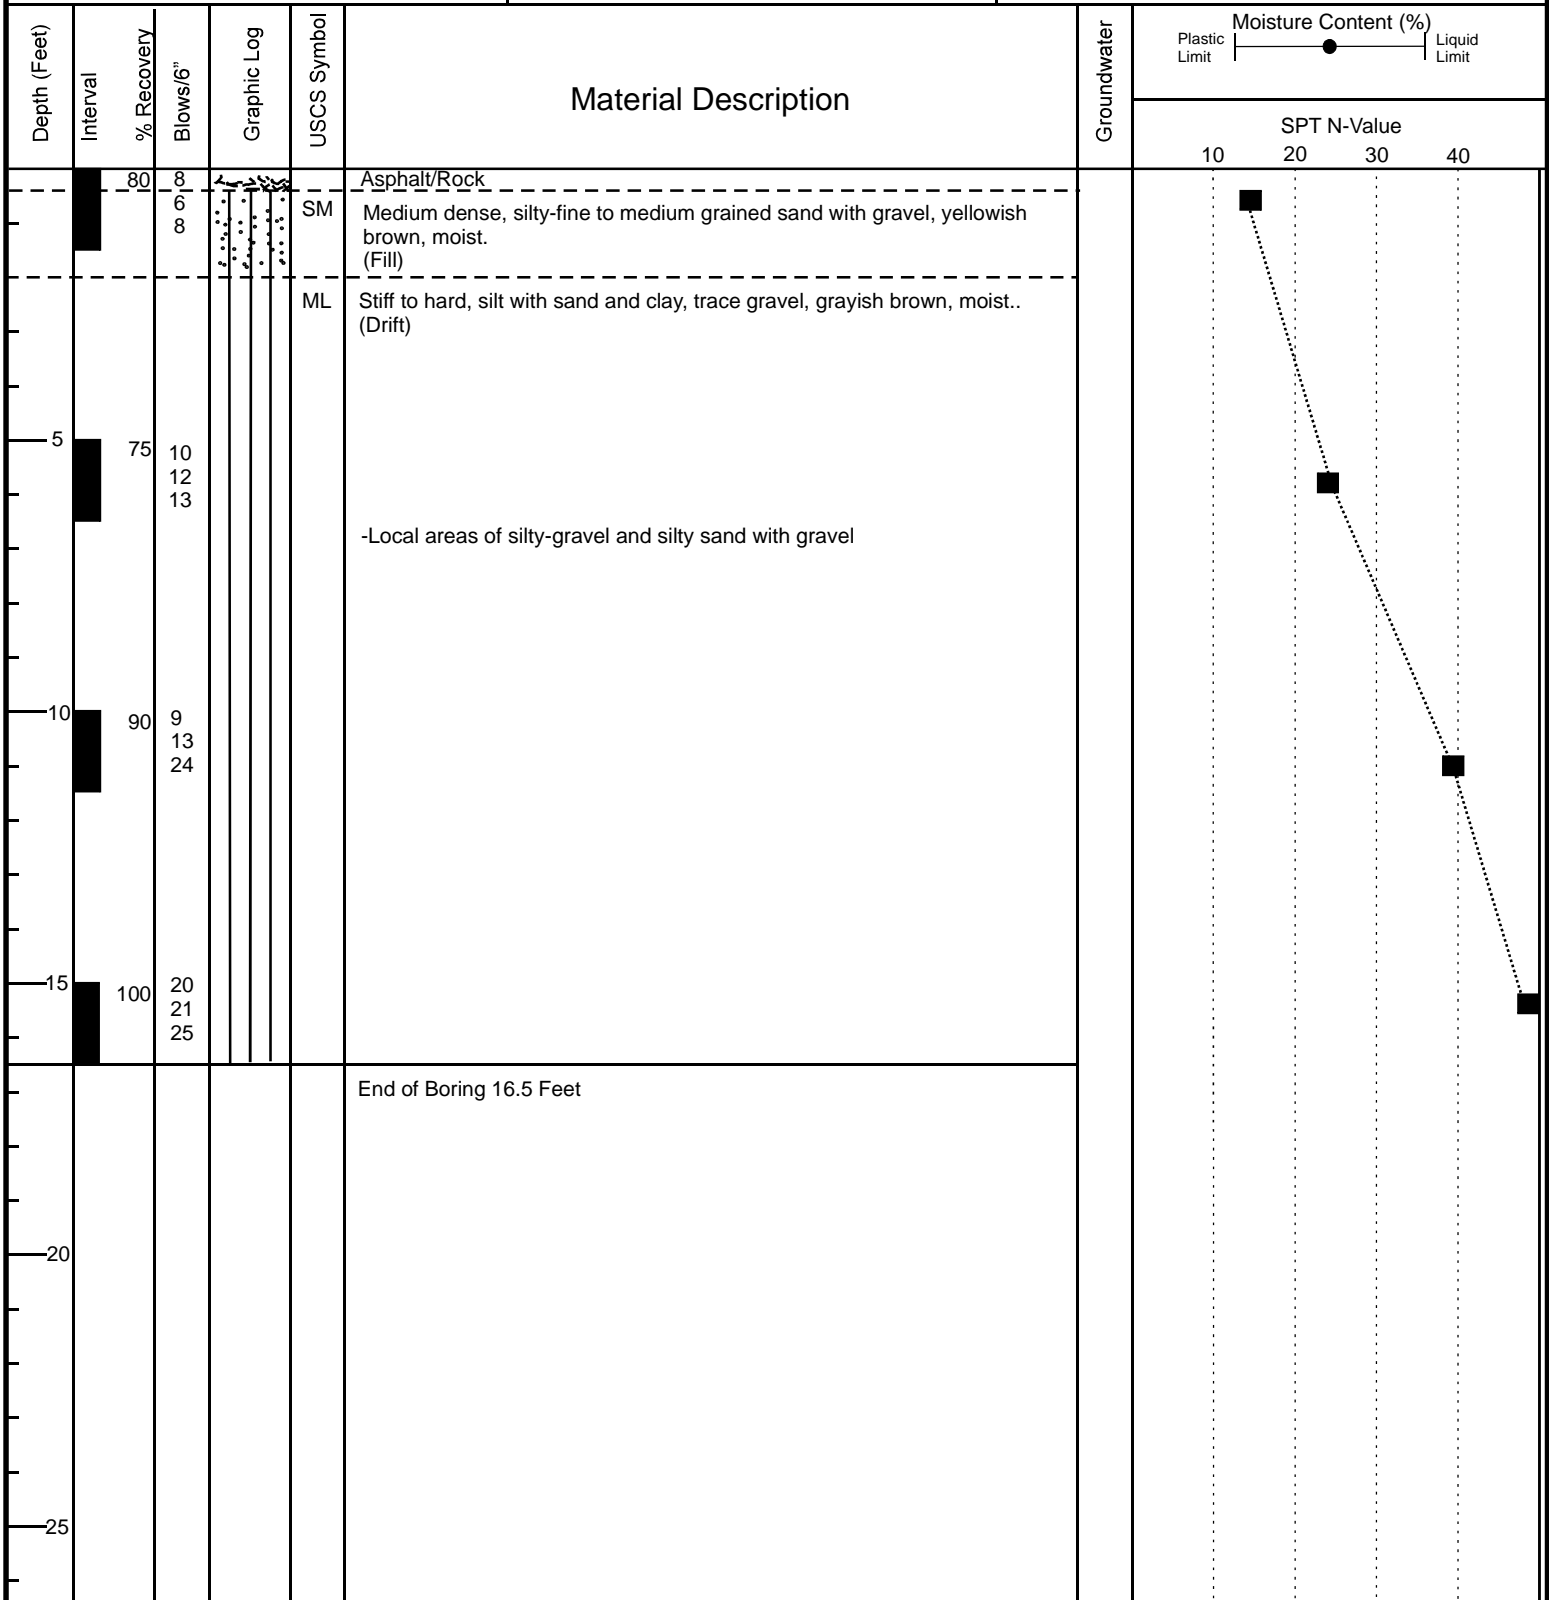 Depth (Feet)
Interval
% Recovery
Blows/6"
Graphic Log
USCS Symbol
Material Description
Groundwater
Moisture Content (%)
Plastic
Limit
Liquid
Limit
SPT N-Value
10 20 30 40
80 8 Asphalt/Rock
6
8
SM Medium dense, silty-fine to medium grained sand with gravel, yellowish
brown, moist.
(Fill)
ML Stiff to hard, silt with sand and clay, trace gravel, grayish brown, moist..
(Drift)
5 75 10
12
13
-Local areas of silty-gravel and silty sand with gravel
10 90 9
13
24
15 100 20
21
25
End of Boring 16.5 Feet
20
25